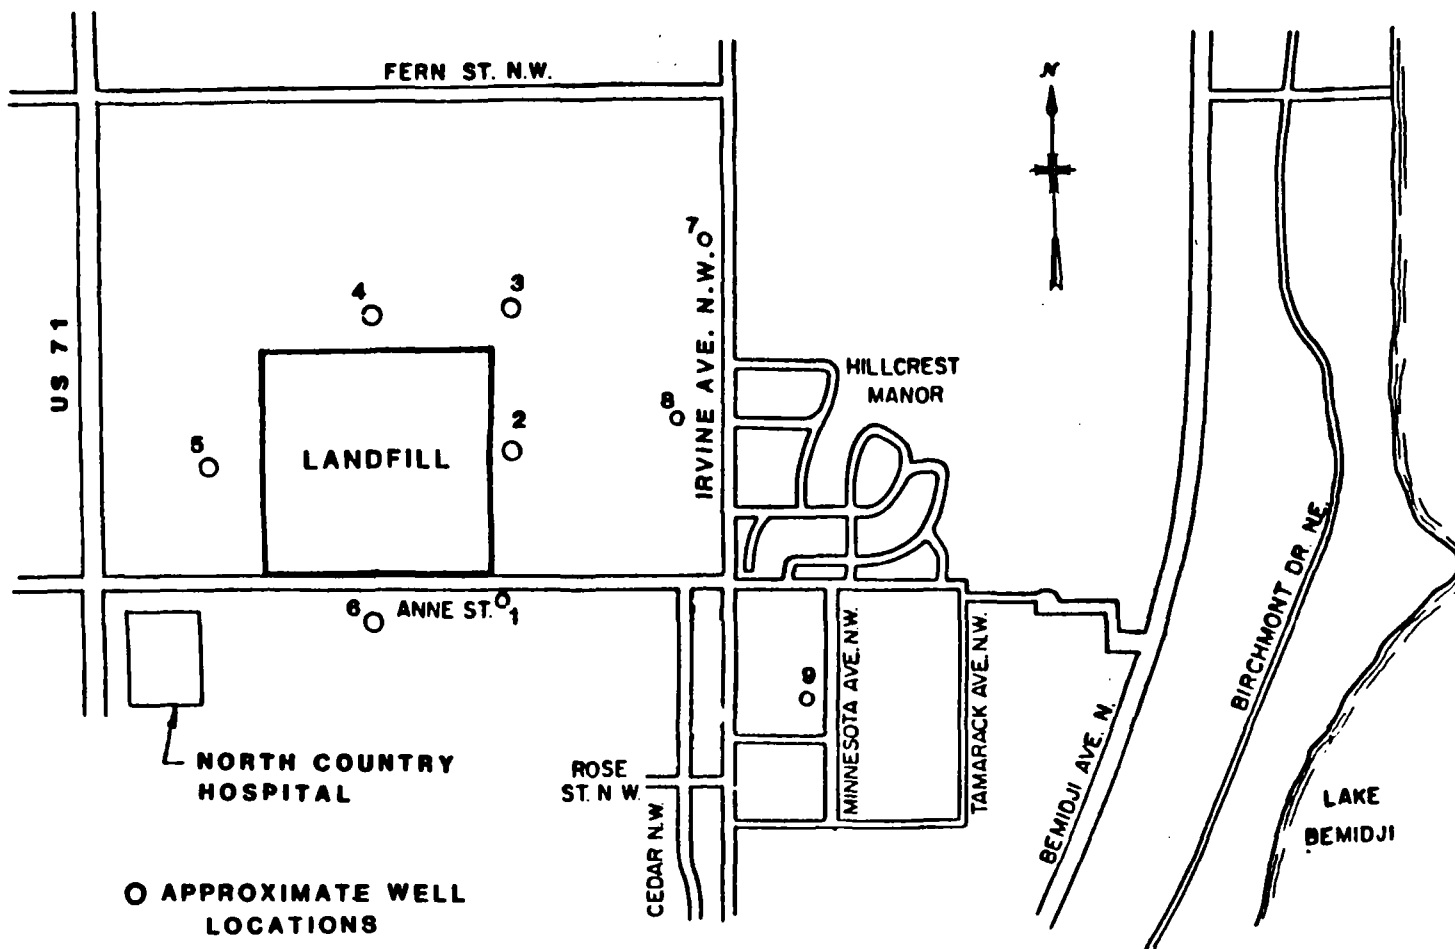 FERN ST. N.W.
N
US 71
4
3
7
IRVINE AVE. N.W.
HILLCREST
MANOR
8
5
2
LANDFILL
6
ANNE ST.
1
BIRCHMONT DR. NE.
MINNESOTA AVE. N.W.
TAMARACK AVE. N.W.
9
BEMIDJI AVE. N.
NORTH COUNTRY
HOSPITAL
ROSE
ST. N W.
CEDAR N.W.
LAKE
BEMIDJI
O APPROXIMATE WELL
LOCATIONS